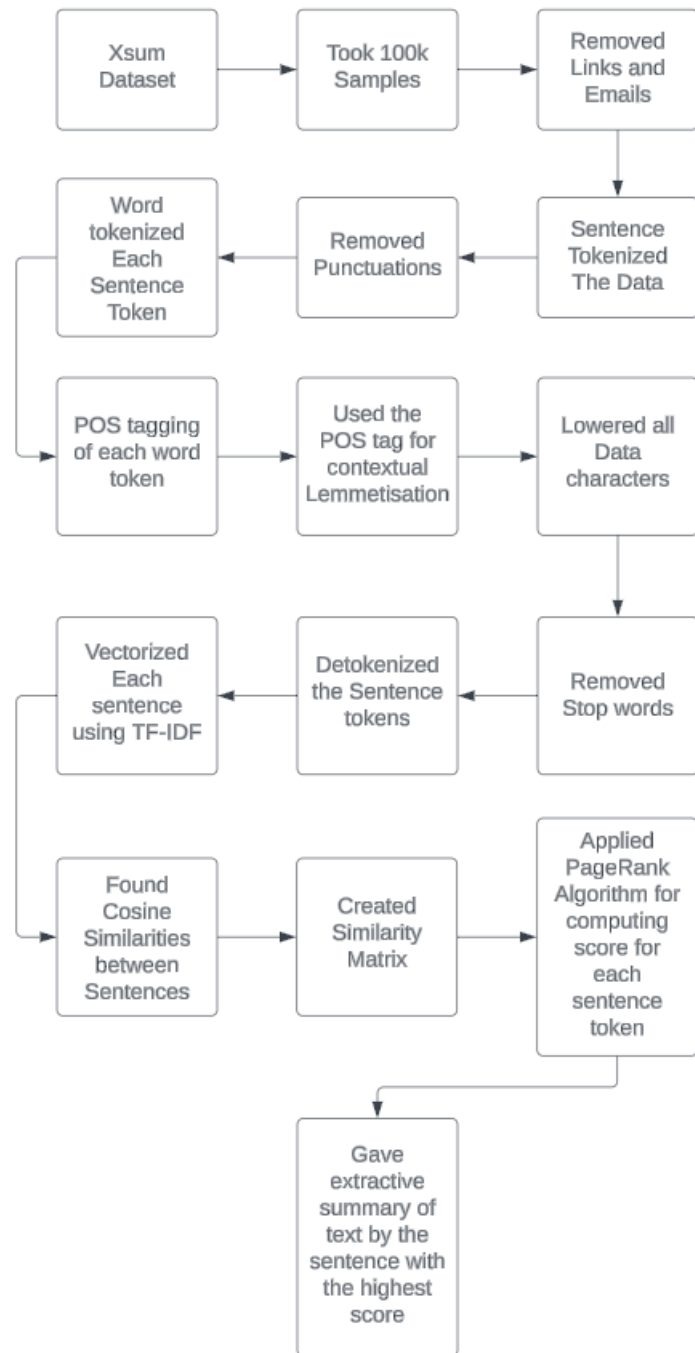 Xsum
Dataset
Took 100k
Samples
Removed
Links and
Emails
Sentence
Tokenized
The Data
Removed
Punctuations
Word
tokenized
Each
Sentence
Token
POS tagging
of each word
token
Used the
POS tag for
contextual
Lemmetisation
Lowered all
Data
characters
Removed
Stop words
Detokenized
the Sentence
tokens
Vectorized
Each
sentence
using TF-IDF
Found
Cosine
Similarities
between
Sentences
Created
Similarity
Matrix
Applied
PageRank
Algorithm for
computing
score for
each
sentence
token
Gave
extractive
summary of
text by the
sentence with
the highest
score